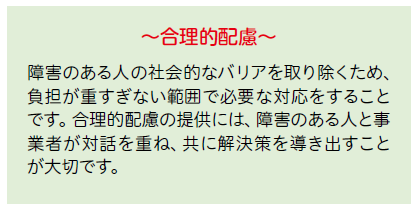 ～合理的配慮～
障害のある人の社会的なバリアを取り除くため、
負担が重すぎない範囲で必要な対応をすること
です。合理的配慮の提供には、障害のある人と事
業者が対話を重ね、共に解決策を導き出すこと
が大切です。